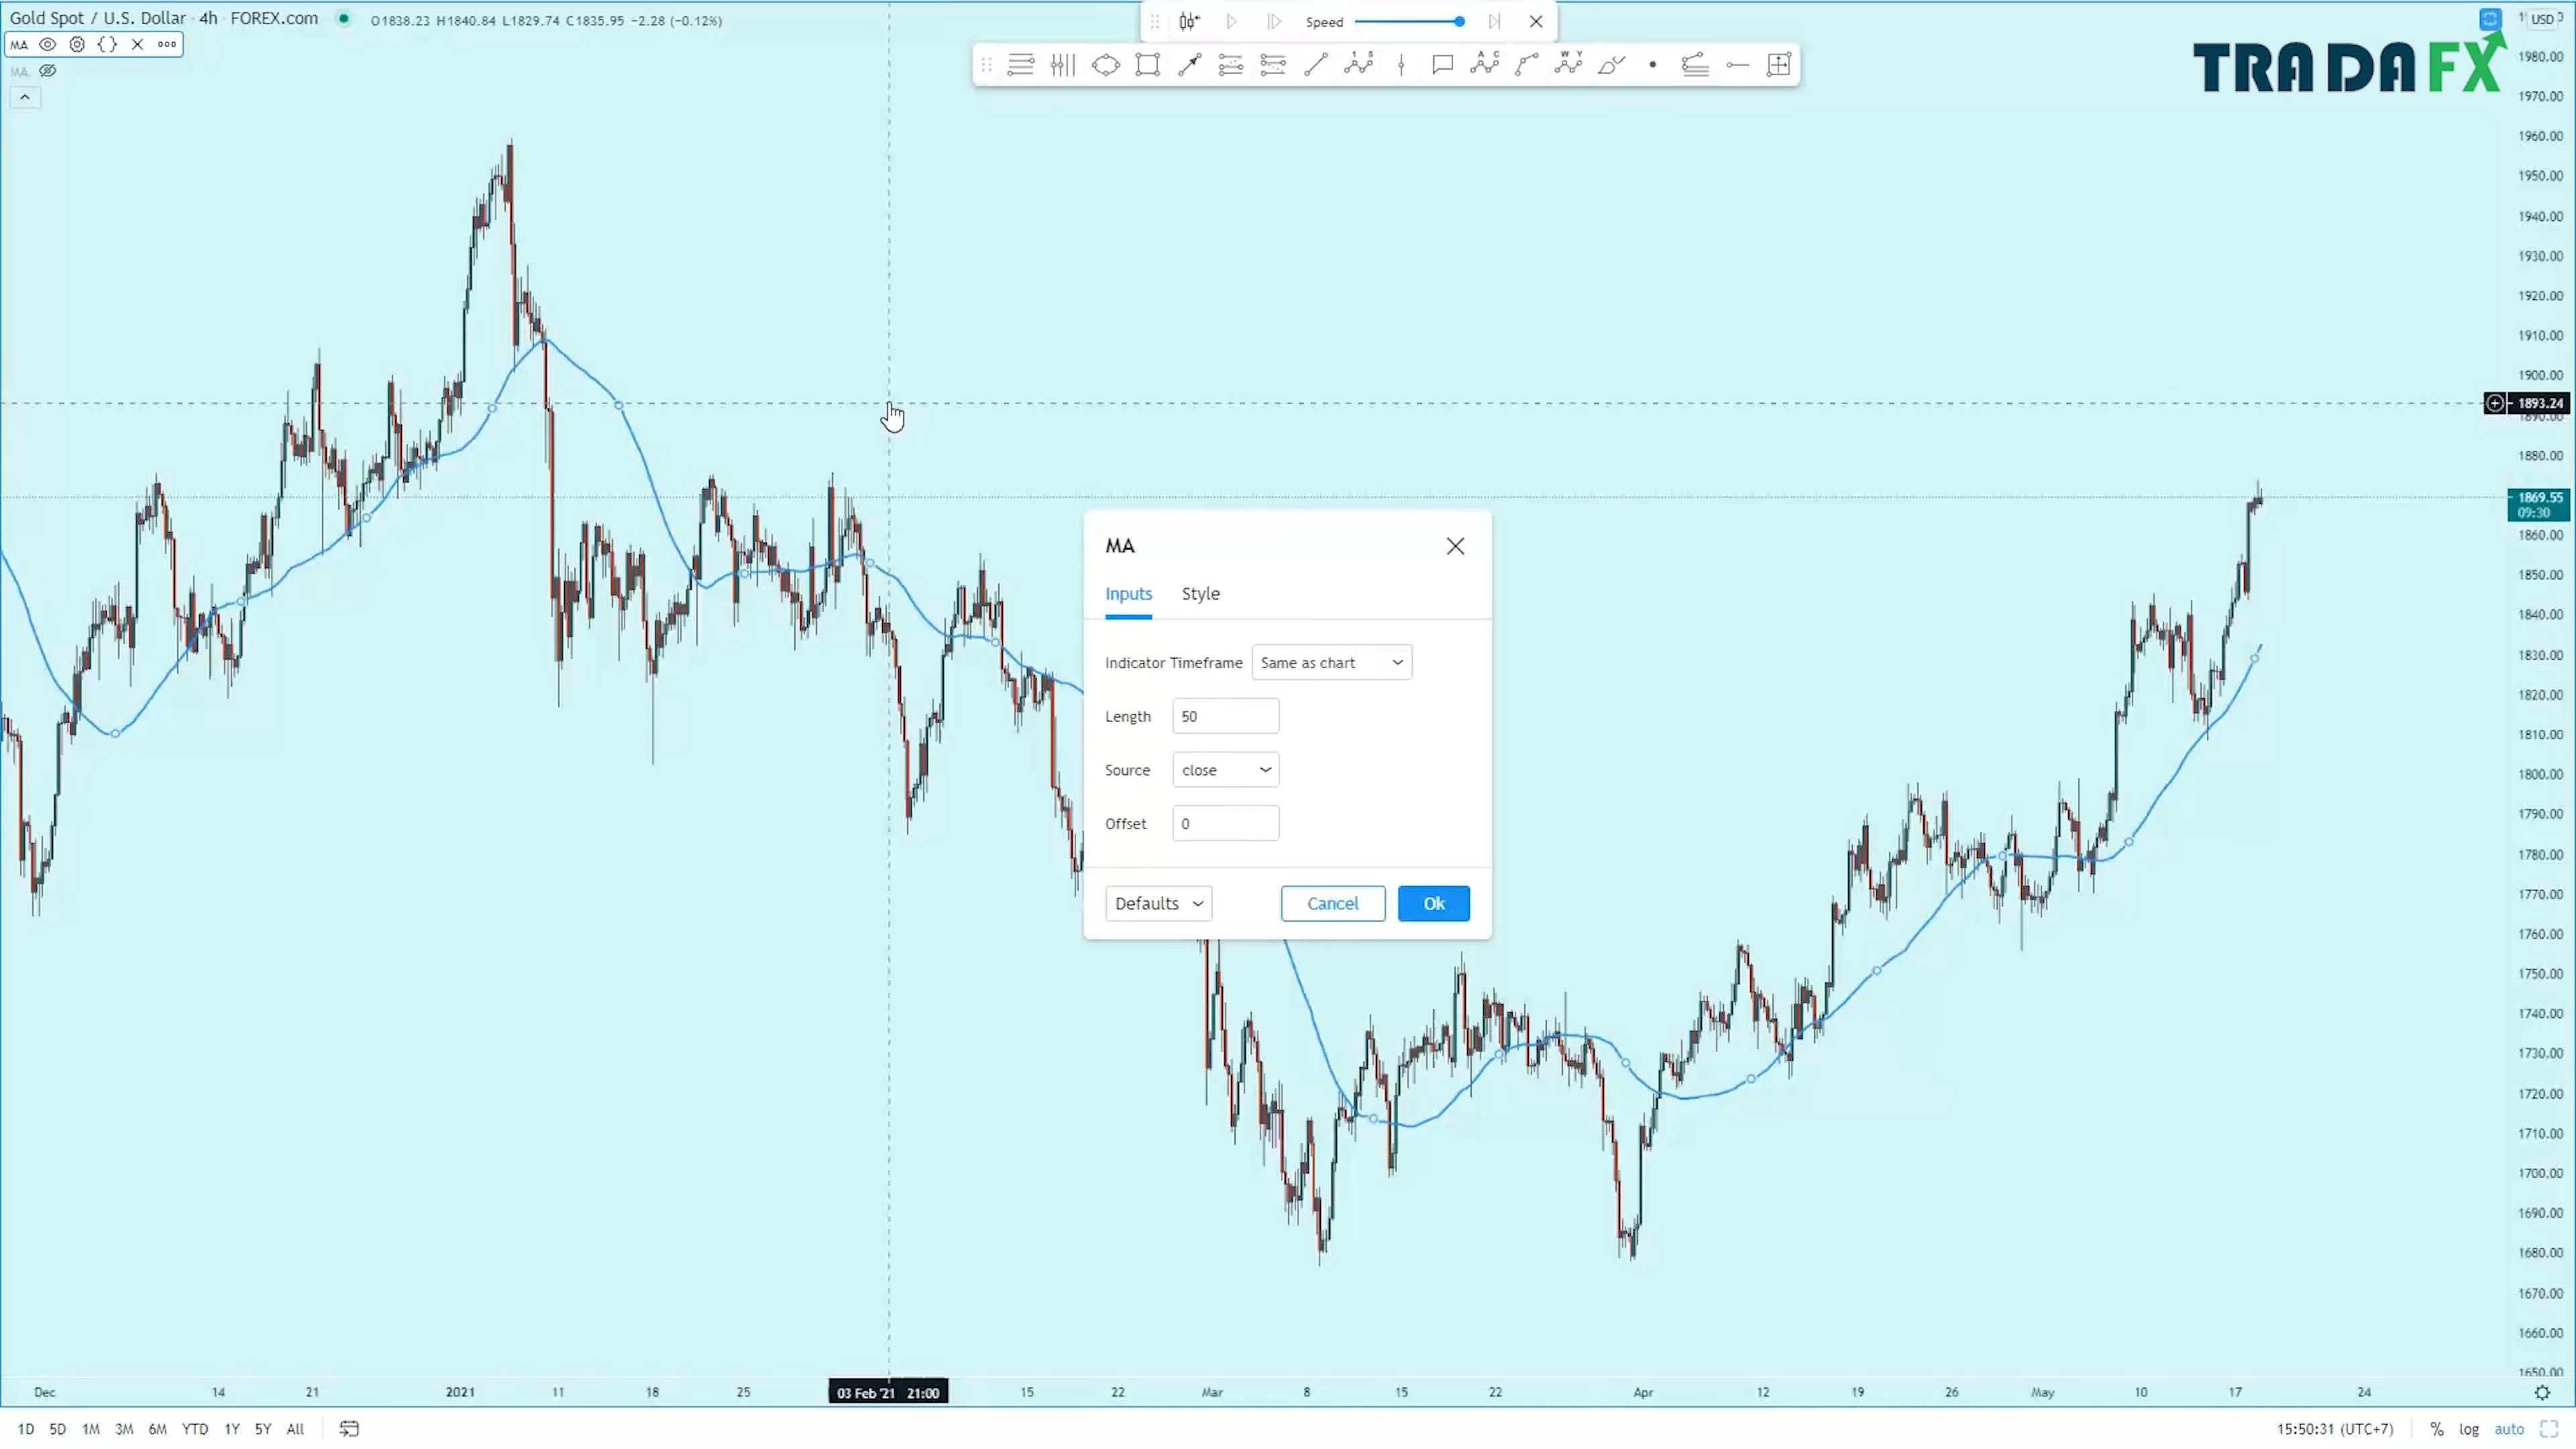 Gold Spot / U.S. Dollar · 4h · FOREX.com O1838.23 H1840.84 L1829.74 C1835.95 −2.28 (−0.12%)
Speed
USD
MA
MA
TRADAFX
1980.00
1970.00
1960.00
1950.00
1940.00
1930.00
1920.00
1910.00
1900.00
1893.24
1880.00
1869.55
09:30
1860.00
1850.00
1840.00
1830.00
1820.00
1810.00
1800.00
1790.00
1780.00
1770.00
1760.00
1750.00
1740.00
1730.00
1720.00
1710.00
1700.00
1690.00
1680.00
1670.00
1660.00
1650.00
MA
Inputs Style
Indicator Timeframe Same as chart
Length 50
Source close
Offset 0
Defaults Cancel Ok
Dec 14 21 2021 11 18 25 03 Feb '21 21:00 15 22 Mar 8 15 22 Apr 12 19 26 May 10 17 24
1D 5D 1M 3M 6M YTD 1Y 5Y All 15:50:31 (UTC+7) % log auto